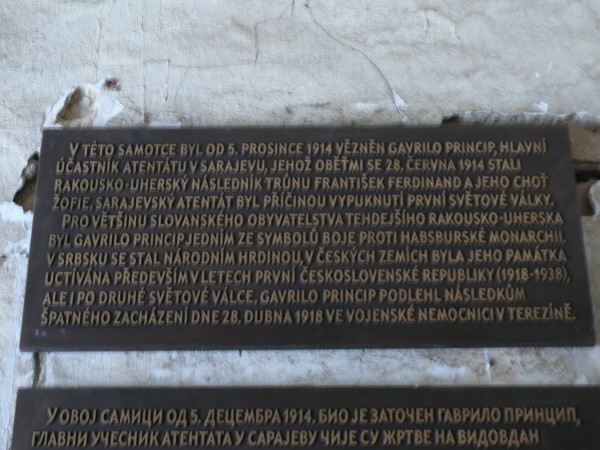 V TÉTO SAMOTCE BYL OD 5. PROSINCE 1914 VĚZNĚN GAVRILO PRINCIP, HLAVNÍ
ÚČASTNÍK ATENTÁTU V SARAJEVU, JEHOŽ OBĚTMI SE 28. ČERVNA 1914 STALI
RAKOUSKO-UHERSKÝ NÁSLEDNÍK TRŮNU FRANTIŠEK FERDINAND A JEHO CHOŤ
ŽOFIE. SARAJEVSKÝ ATENTÁT BYL PŘÍČINOU VYPUKNUTÍ PRVNÍ SVĚTOVÉ VÁLKY.
PRO VĚTŠINU SLOVANSKÉHO OBYVATELSTVA TEHDEJŠÍHO RAKOUSKO-UHERSKA
BYL GAVRILO PRINCIP JEDNÍM ZE SYMBOLŮ BOJE PROTI HABSBURSKÉ MONARCHII.
V SRBSKU SE STAL NÁRODNÍM HRDINOU, V ČESKÝCH ZEMÍCH BYLA JEHO PAMÁTKA
UCTÍVÁNA PŘEDEVŠÍM V LETECH PRVNÍ ČESKOSLOVENSKÉ REPUBLIKY (1918-1938),
ALE I PO DRUHÉ SVĚTOVÉ VÁLCE. GAVRILO PRINCIP PODLEHL NÁSLEDKŮM
ŠPATNÉHO ZACHÁZENÍ DNE 28. DUBNA 1918 VE VOJENSKÉ NEMOCNICI V TEREZÍNĚ.
У ОВОЈ САМИЦИ ОД 5. ДЕЦЕМБРА 1914. БИО ЈЕ ЗАТОЧЕН ГАВРИЛО ПРИНЦИП,
ГЛАВНИ УЧЕСНИК АТЕНТАТА У САРАЈЕВУ ЧИЈЕ СУ ЖРТВЕ НА ВИДОВДАН